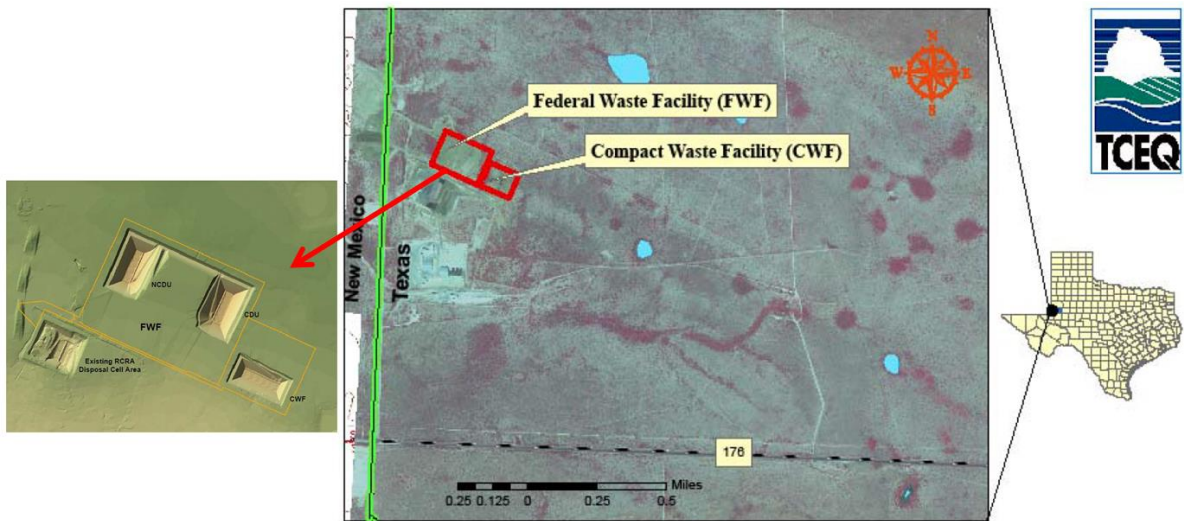 Federal Waste Facility (FWF)
Compact Waste Facility (CWF)
N
W E
S
TCEQ
New Mexico
Texas
NCDU
CDU
FWF
Existing RCRA
Disposal Cell Area
CWF
176
Miles
0.25 0.125 0 0.25 0.5